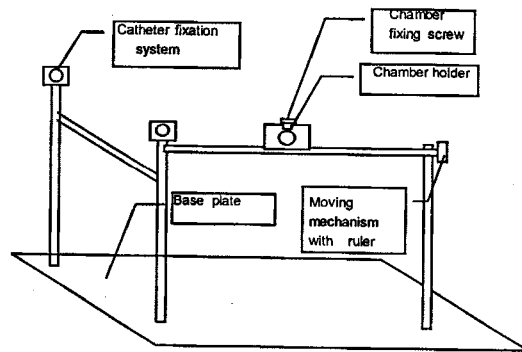 Catheter fixation
system
Chamber
fixing screw
Chamber holder
Base plate
Moving
mechanism
with ruler